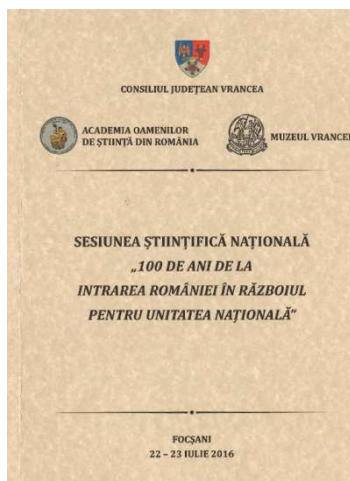 CONSILIUL JUDEȚEAN VRANCEA
ACADEMIA OAMENILOR
DE ȘTIINȚĂ DIN ROMÂNIA
MUZEUL VRANCEI
SESIUNEA ȘTIINȚIFICĂ NAȚIONALĂ
„100 DE ANI DE LA
INTRAREA ROMÂNIEI ÎN RĂZBOIUL
PENTRU UNITATEA NAȚIONALĂ”
FOCȘANI
22 – 23 IULIE 2016